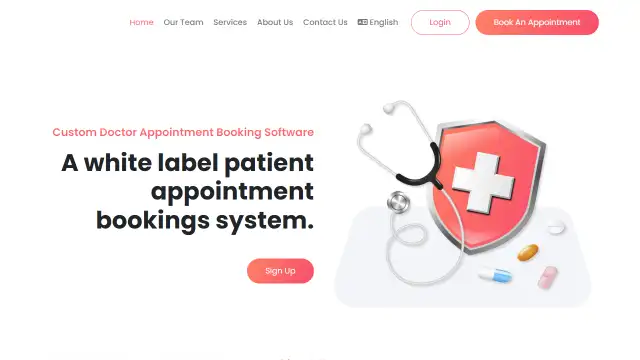 Home Our Team Services About Us Contact Us English Login Book An Appointment
Custom Doctor Appointment Booking Software
A white label patient
appointment
bookings system.
Sign Up